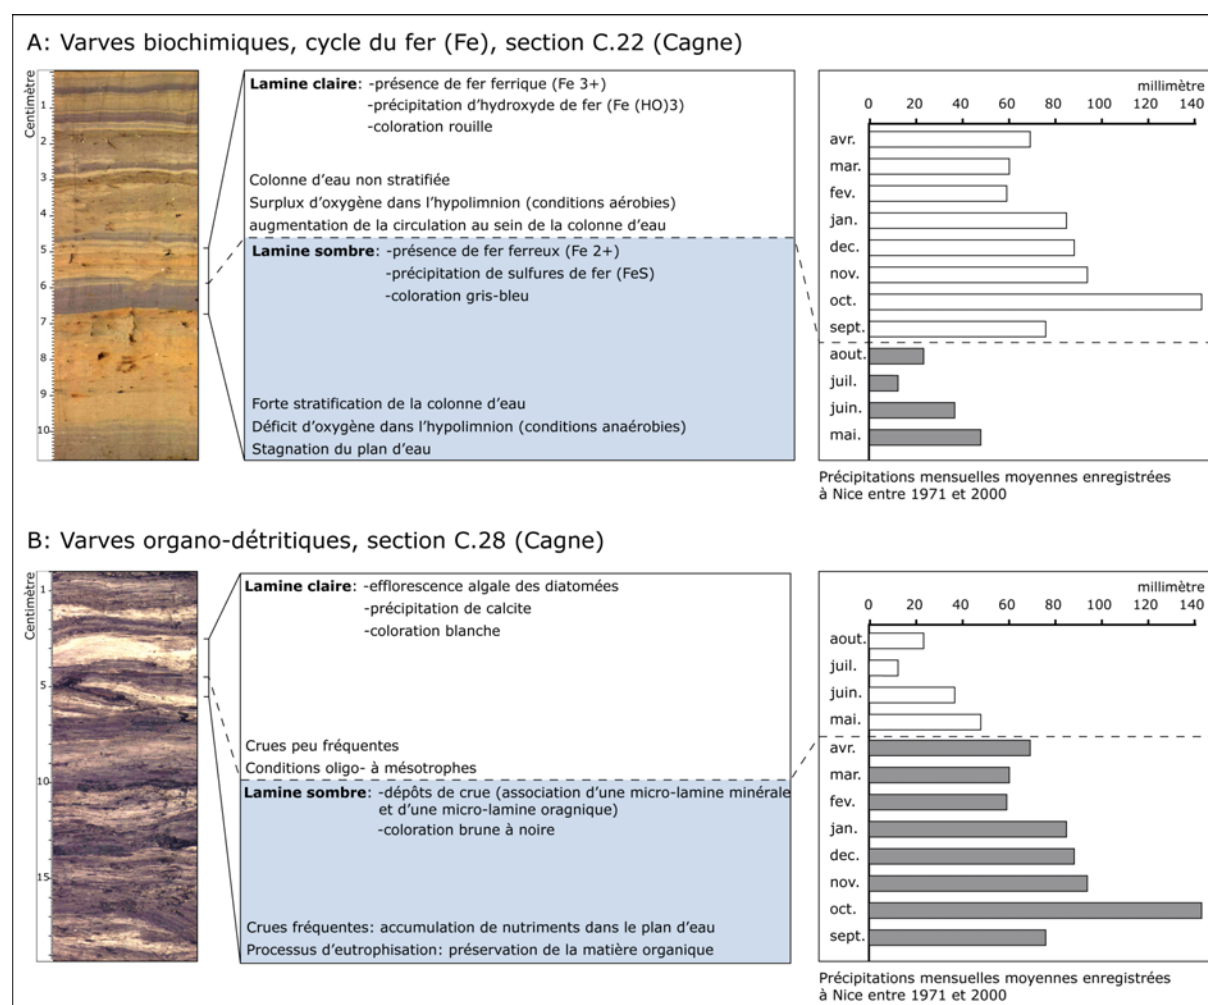 A: Varves biochimiques, cycle du fer (Fe), section C.22 (Cagne)
Centimètre
1
2
3
4
5
6
7
8
9
10
Lamine claire: -présence de fer ferrique (Fe 3+)
-précipitation d'hydroxyde de fer (Fe (HO)3)
-coloration rouille
Colonne d'eau non stratifiée
Surplux d'oxygène dans l'hypolimnion (conditions aérobies)
augmentation de la circulation au sein de la colonne d'eau
Lamine sombre: -présence de fer ferreux (Fe 2+)
-précipitation de sulfures de fer (FeS)
-coloration gris-bleu
Forte stratification de la colonne d'eau
Déficit d'oxygène dans l'hypolimnion (conditions anaérobies)
Stagnation du plan d'eau
millimètre
0 20 40 60 80 100 120 140
avr.
mar.
fev.
jan.
dec.
nov.
oct.
sept.
aout.
juil.
juin.
mai.
Précipitations mensuelles moyennes enregistrées
à Nice entre 1971 et 2000
B: Varves organo-détritiques, section C.28 (Cagne)
Centimètre
1
5
10
15
Lamine claire: -efflorescence algale des diatomées
-précipitation de calcite
-coloration blanche
Crues peu fréquentes
Conditions oligo- à mésotrophes
Lamine sombre: -dépôts de crue (association d'une micro-lamine minérale
et d'une micro-lamine oragnique)
-coloration brune à noire
Crues fréquentes: accumulation de nutriments dans le plan d'eau
Processus d'eutrophisation: préservation de la matière organique
millimètre
0 20 40 60 80 100 120 140
aout.
juil.
juin.
mai.
avr.
mar.
fev.
jan.
dec.
nov.
oct.
sept.
Précipitations mensuelles moyennes enregistrées
à Nice entre 1971 et 2000